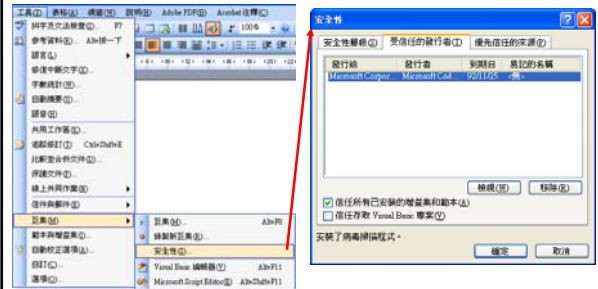 工具(T) 表格(A) 視窗(W) 說明(H) Adobe PDF(B) Acrobat 註釋(C)
拼字及文法檢查(S)... F7
參考資料(R)... Alt+按一下
語言(L)
修復中斷文字(O)...
字數統計(W)...
自動摘要(U)...
語音(H)
共用工作區(K)...
追蹤修訂(T) Ctrl+Shift+E
比較並合併文件(D)...
保護文件(P)...
線上共同作業(N)
信件與郵件(E)
巨集(M)
範本與增益集(I)...
自動校正選項(A)...
自訂(C)...
選項(O)...
100%
巨集(M)... Alt+F8
錄製新巨集(R)...
安全性(S)...
Visual Basic 編輯器(V) Alt+F11
Microsoft Script Editor(E) Alt+Shift+F11
安全性
安全性層級(S) 受信任的發行者(T) 優先信任的來源(P)
發行給 發行者 到期日 易記的名稱
Microsoft Corpor... Microsoft Cod... 92/11/25 <無>
檢視(W) 移除(R)
信任所有已安裝的增益集和範本(A)
信任存取 Visual Basic 專案(V)
安裝了病毒掃描程式。
確定 取消